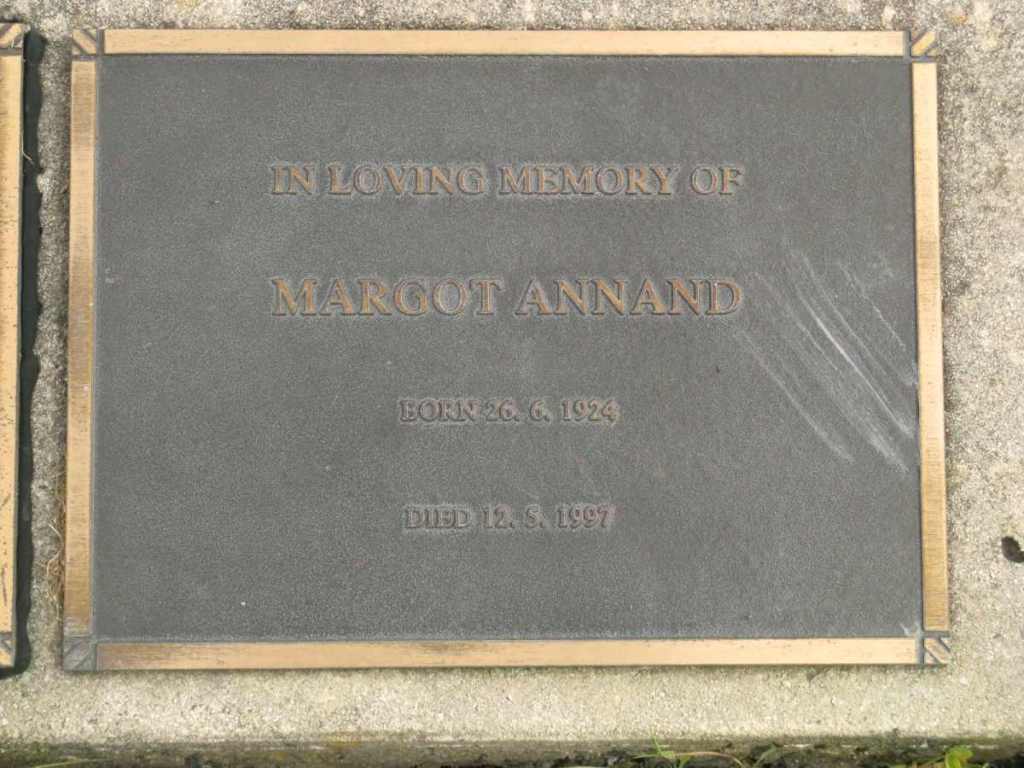 IN LOVING MEMORY OF
MARGOT ANNAND
BORN 26. 6. 1924
DIED 12. 5. 1997